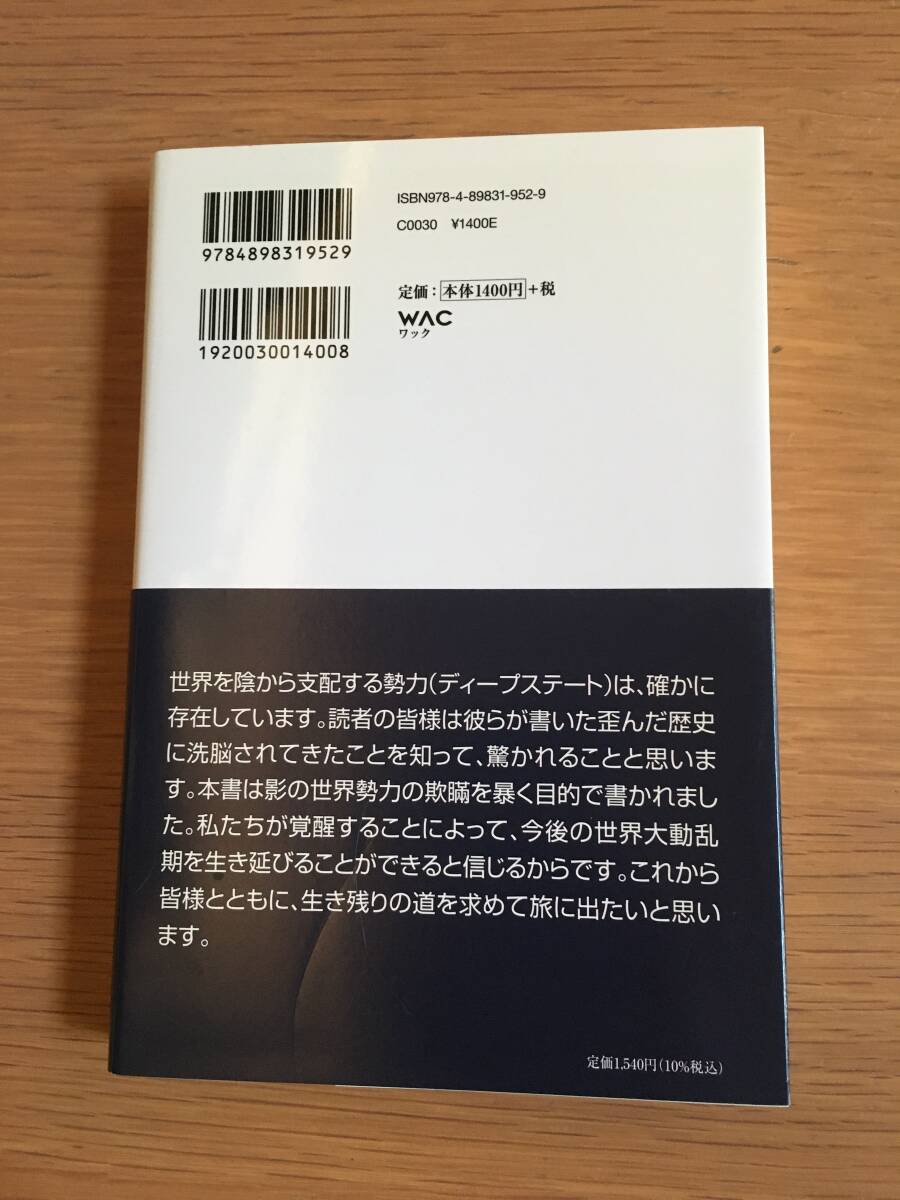 ISBN978-4-89831-952-9
C0030 ¥1400E
9784898319529
定価：本体1400円+税
WAC
ワック
1920030014008
世界を陰から支配する勢力（ディープステート）は、確かに
存在しています。読者の皆様は彼らが書いた歪んだ歴史
に洗脳されてきたことを知って、驚かれることと思いま
す。本書は影の世界勢力の欺瞞を暴く目的で書かれまし
た。私たちが覚醒することによって、今後の世界大動乱
期を生き延びることができると信じるからです。これから
皆様とともに、生き残りの道を求めて旅に出たいと思い
ます。
定価1,540円（10%税込）